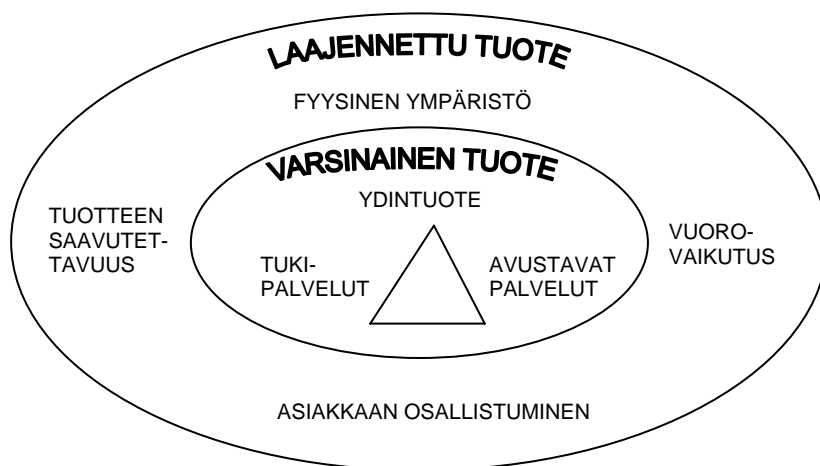 LAAJENNETTU TUOTE
FYYSINEN YMPÄRISTÖ
VARSINAINEN TUOTE
YDINTUOTE
TUOTTEEN
SAAVUTET-
TAVUUS
TUKI-
PALVELUT
AVUSTAVAT
PALVELUT
VUORO-
VAIKUTUS
ASIAKKAAN OSALLISTUMINEN